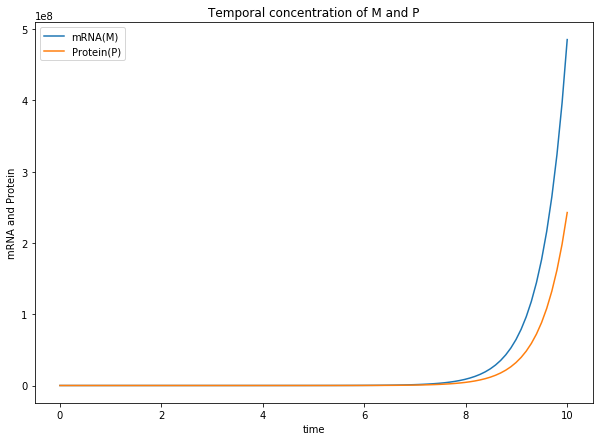 Temporal concentration of M and P
1e8
mRNA(M)
Protein(P)
5
4
3
2
1
0
mRNA and Protein
0 2 4 6 8 10
time